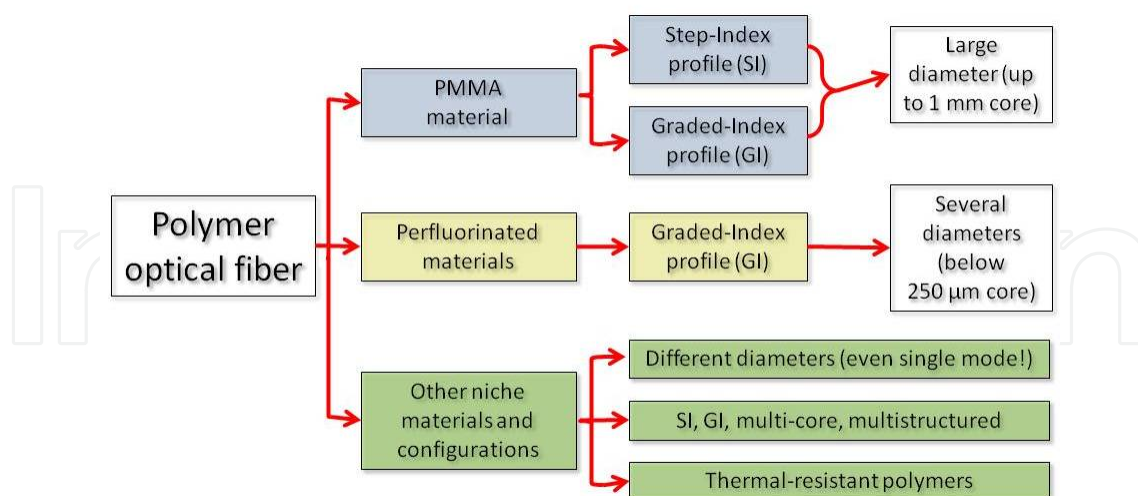 Polymer
optical fiber
PMMA
material
Step-Index
profile (SI)
Graded-Index
profile (GI)
Large
diameter (up
to 1 mm core)
Perfluorinated
materials
Graded-Index
profile (GI)
Several
diameters
(below
250 µm core)
Other niche
materials and
configurations
Different diameters (even single mode!)
SI, GI, multi-core, multistructured
Thermal-resistant polymers